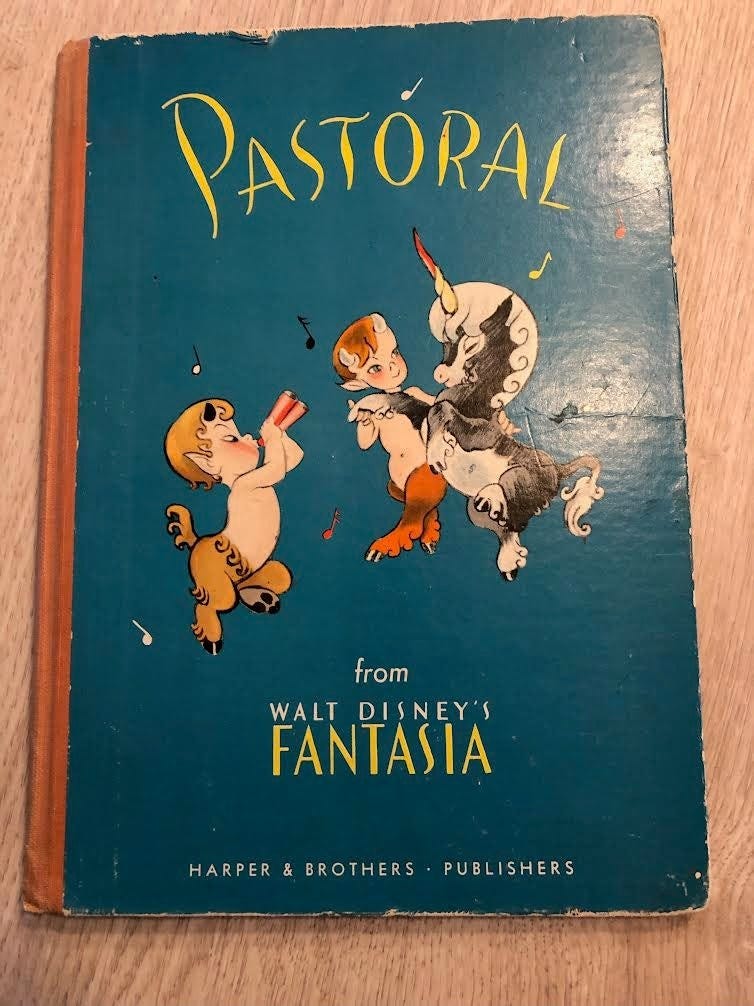 PASTORAL
from
WALT DISNEY'S
FANTASIA
HARPER & BROTHERS · PUBLISHERS